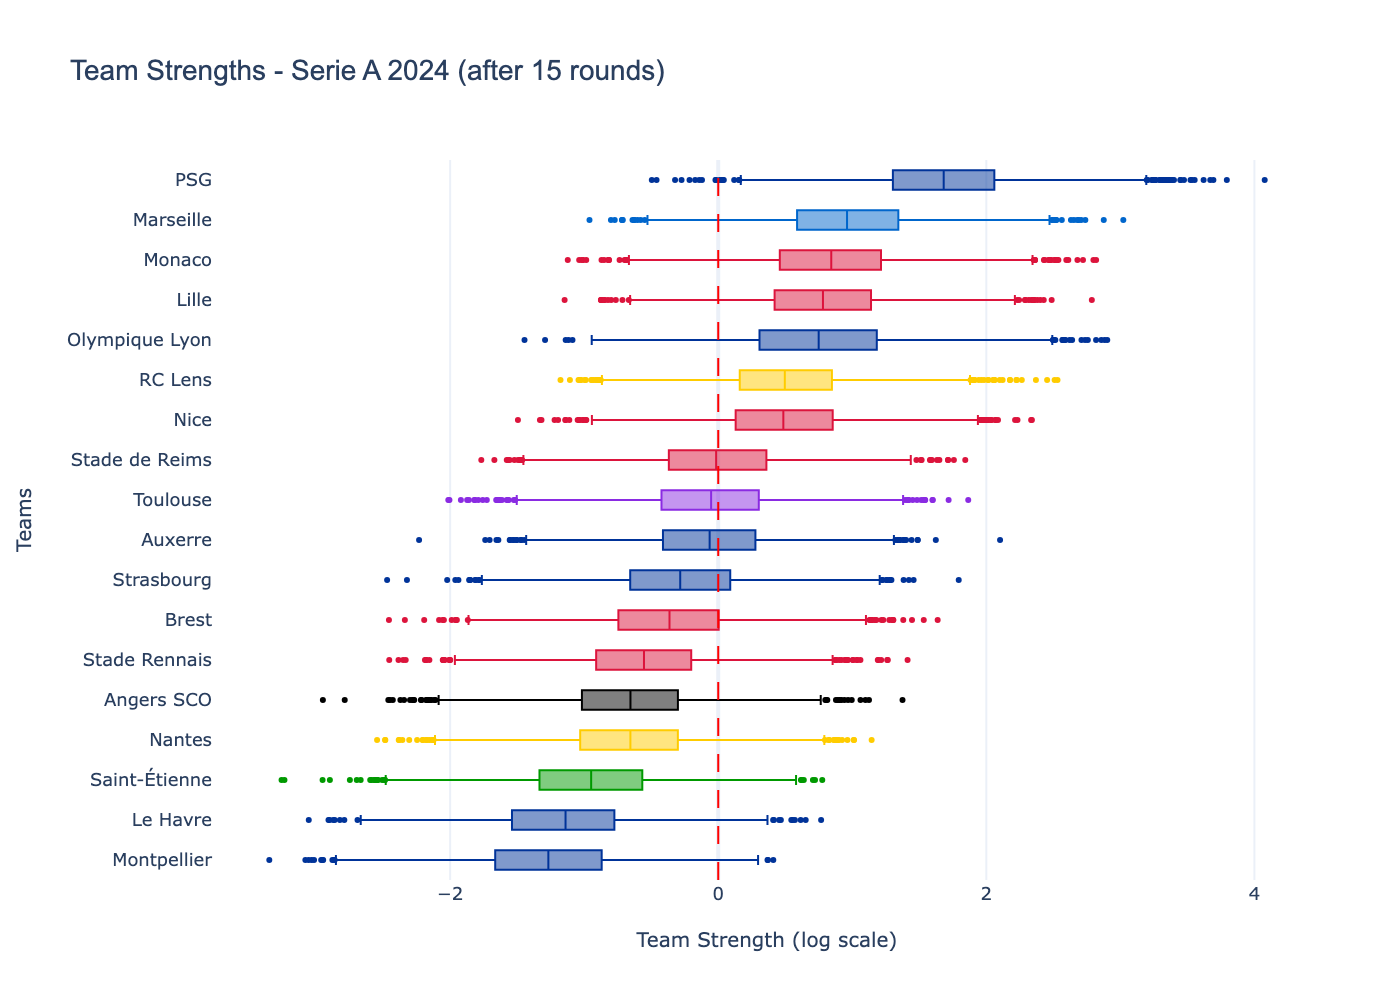 Team Strengths - Serie A 2024 (after 15 rounds)
Teams
PSG
Marseille
Monaco
Lille
Olympique Lyon
RC Lens
Nice
Stade de Reims
Toulouse
Auxerre
Strasbourg
Brest
Stade Rennais
Angers SCO
Nantes
Saint-Étienne
Le Havre
Montpellier
−2 0 2 4
Team Strength (log scale)